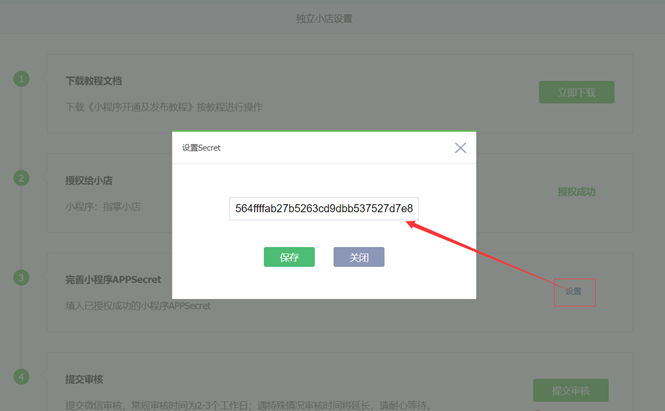 独立小店设置
1
下载教程文档
下载《小程序开通及发布教程》按教程进行操作
立即下载
2
授权给小店
小程序：指掌小店
授权成功
设置Secret
564ffffab27b5263cd9dbb537527d7e8
保存
关闭
3
完善小程序APPSecret
填入已授权成功的小程序APPSecret
设置
4
提交审核
提交微信审核，常规审核时间为2-3个工作日；遇特殊情况审核时间将延长，请耐心等待。
提交审核